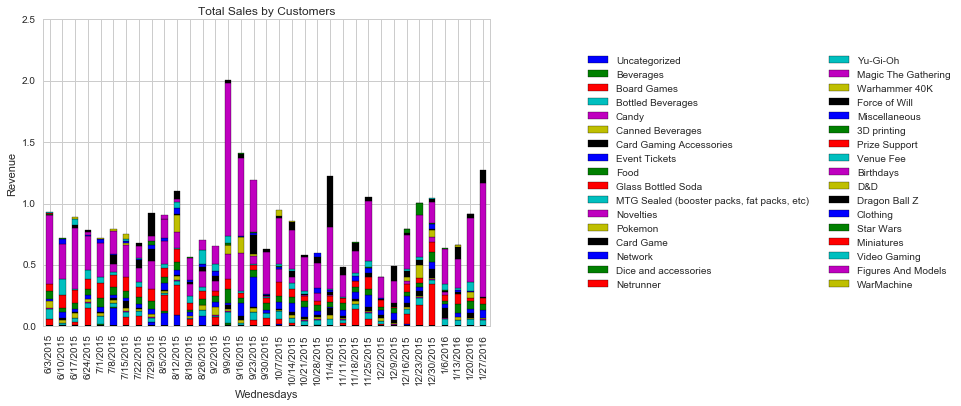 Total Sales by Customers
Revenue
2.5
2.0
1.5
1.0
0.5
0.0
6/3/2015
6/10/2015
6/17/2015
6/24/2015
7/1/2015
7/8/2015
7/15/2015
7/22/2015
7/29/2015
8/5/2015
8/12/2015
8/19/2015
8/26/2015
9/2/2015
9/9/2015
9/16/2015
9/23/2015
9/30/2015
10/7/2015
10/14/2015
10/21/2015
10/28/2015
11/4/2015
11/11/2015
11/18/2015
11/25/2015
12/2/2015
12/9/2015
12/16/2015
12/23/2015
12/30/2015
1/6/2016
1/13/2016
1/20/2016
1/27/2016
Wednesdays
Uncategorized
Beverages
Board Games
Bottled Beverages
Candy
Canned Beverages
Card Gaming Accessories
Event Tickets
Food
Glass Bottled Soda
MTG Sealed (booster packs, fat packs, etc)
Novelties
Pokemon
Card Game
Network
Dice and accessories
Netrunner
Yu-Gi-Oh
Magic The Gathering
Warhammer 40K
Force of Will
Miscellaneous
3D printing
Prize Support
Venue Fee
Birthdays
D&D
Dragon Ball Z
Clothing
Star Wars
Miniatures
Video Gaming
Figures And Models
WarMachine